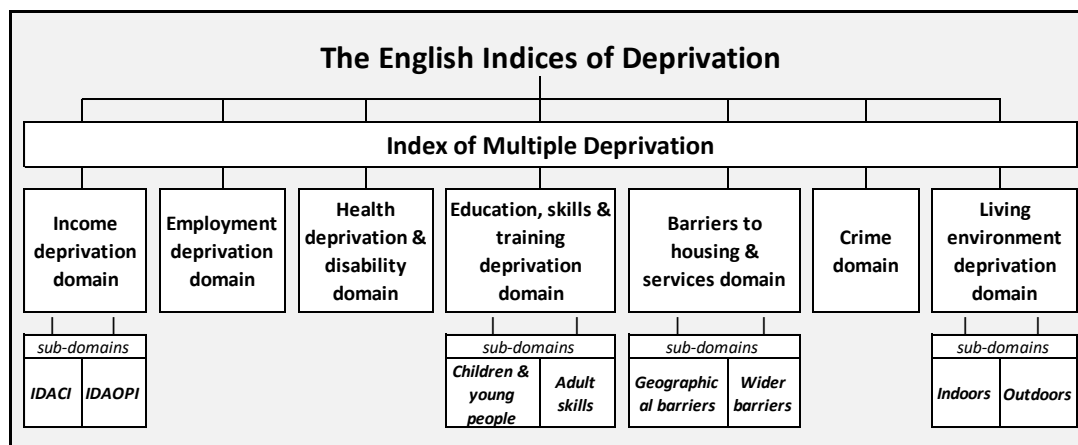 The English Indices of Deprivation
Index of Multiple Deprivation
Income
deprivation
domain
Employment
deprivation
domain
Health
deprivation &
disability
domain
Education, skills &
training
deprivation
domain
Barriers to
housing &
services domain
Crime
domain
Living
environment
deprivation
domain
sub-domains
IDACI
IDAOPI
sub-domains
Children &
young
people
Adult
skills
sub-domains
Geographic
al barriers
Wider
barriers
sub-domains
Indoors
Outdoors